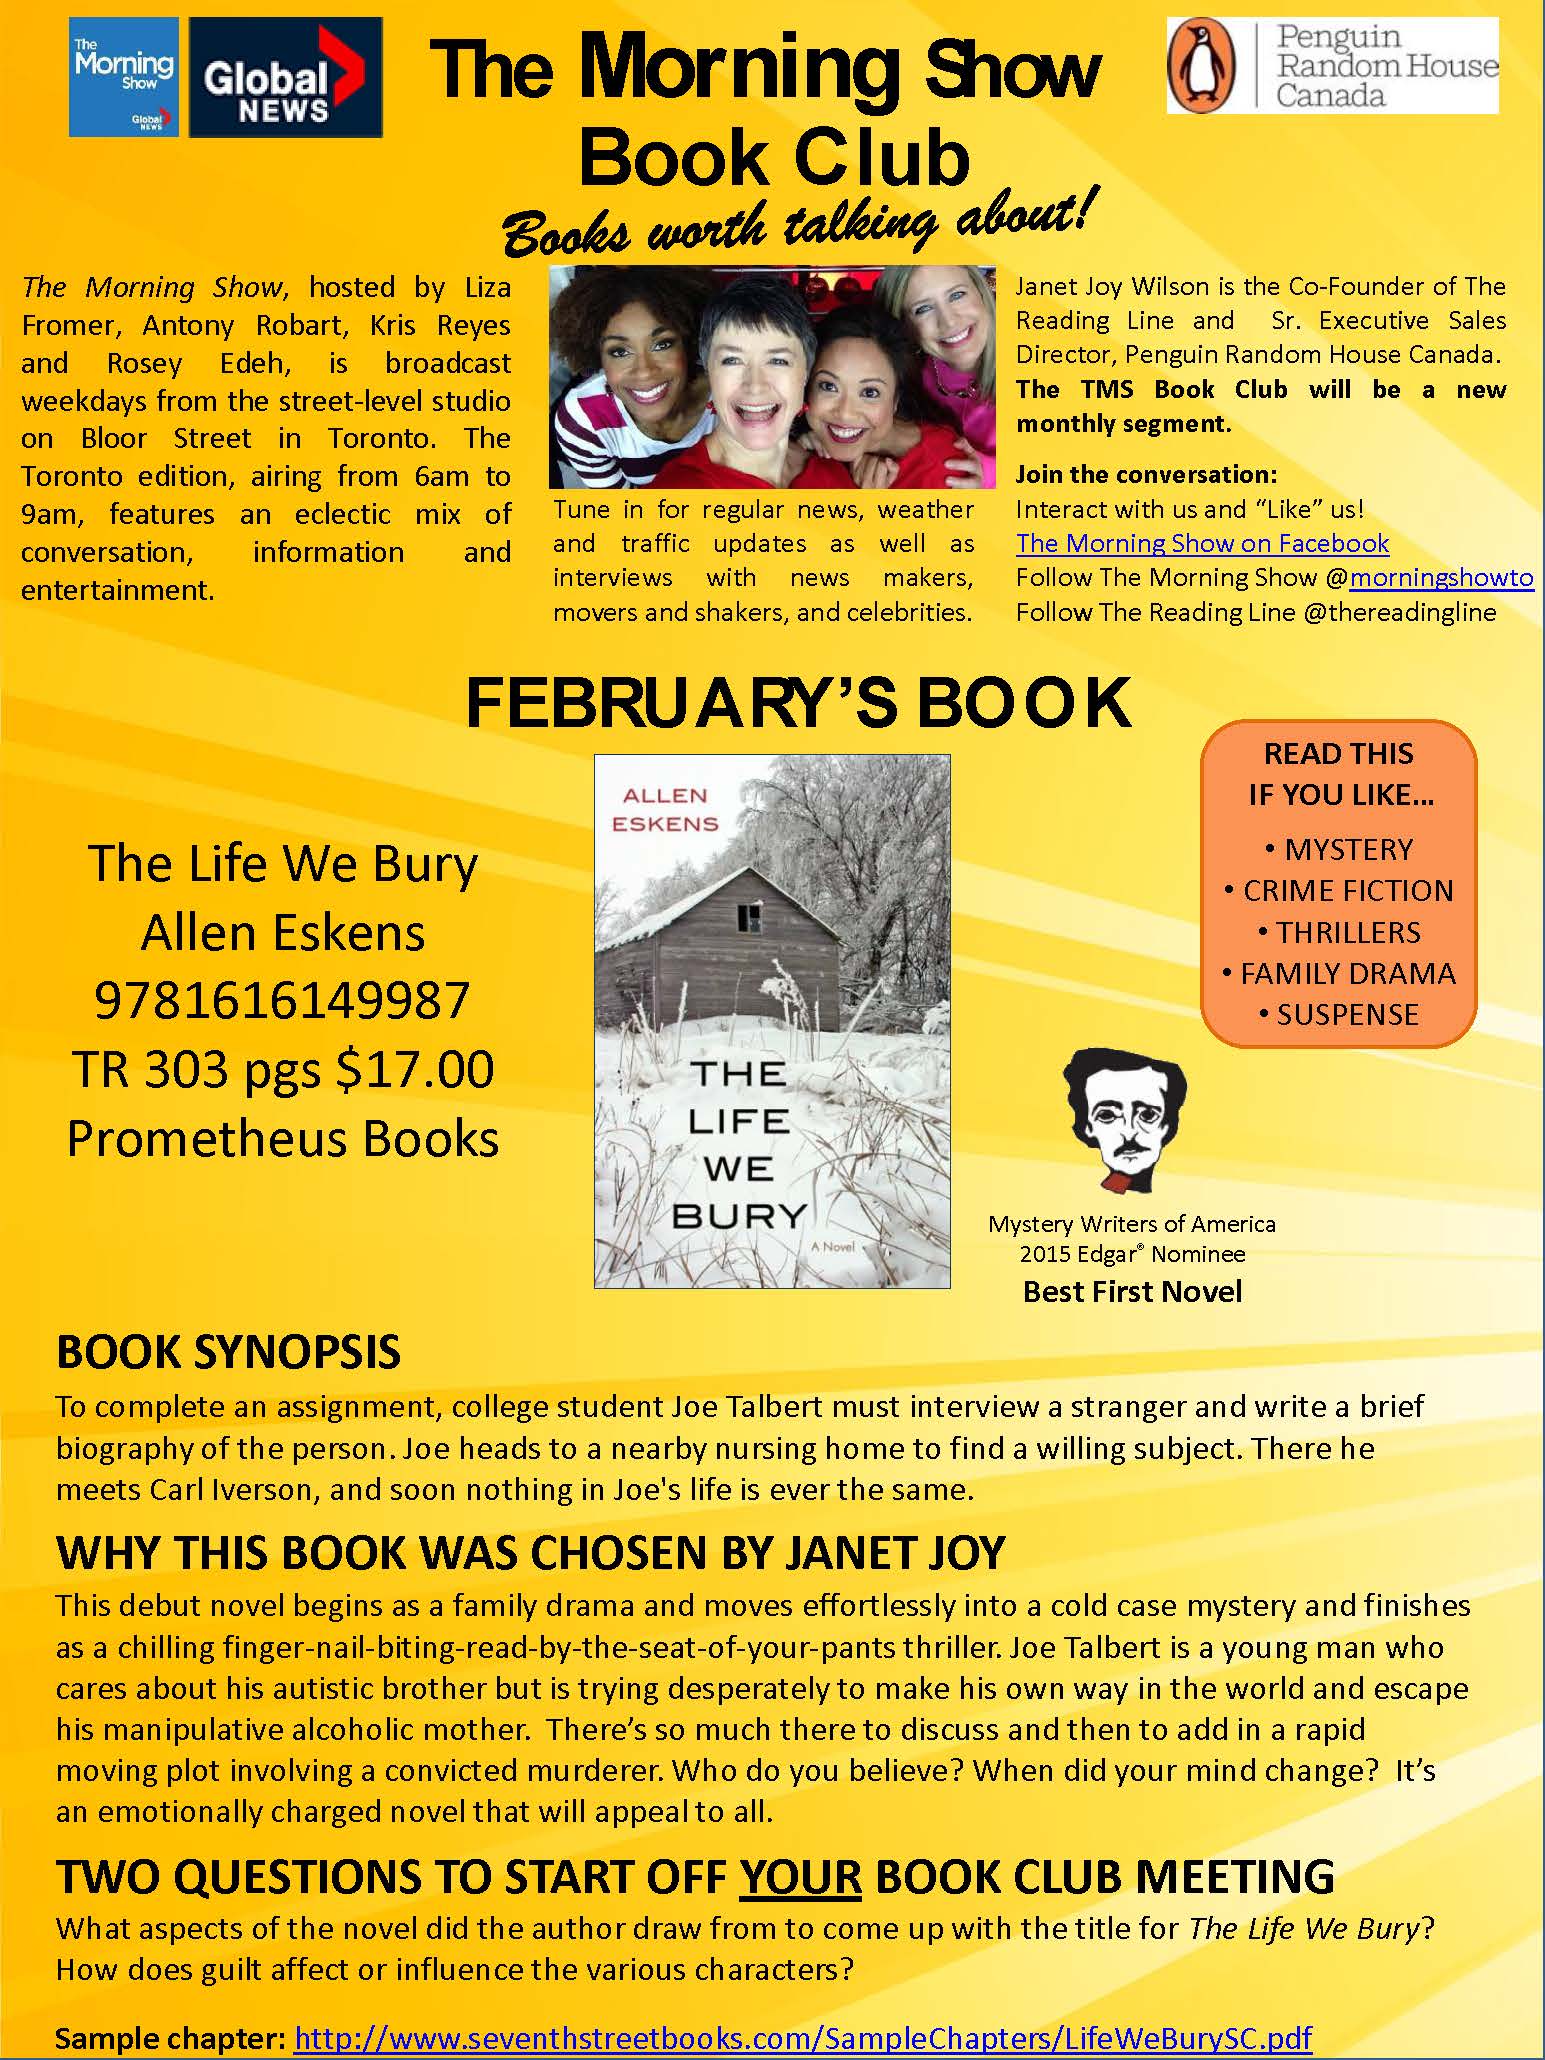 The
Morning
Show
Global
NEWS
Global
NEWS
The Morning Show
Book Club
Books worth talking about!
Penguin
Random House
Canada
The Morning Show, hosted by Liza
Fromer, Antony Robart, Kris Reyes
and Rosey Edeh, is broadcast
weekdays from the street-level studio
on Bloor Street in Toronto. The
Toronto edition, airing from 6am to
9am, features an eclectic mix of
conversation, information and
entertainment.
Tune in for regular news, weather
and traffic updates as well as
interviews with news makers,
movers and shakers, and celebrities.
Janet Joy Wilson is the Co-Founder of The
Reading Line and Sr. Executive Sales
Director, Penguin Random House Canada.
The TMS Book Club will be a new
monthly segment.
Join the conversation:
Interact with us and “Like” us!
The Morning Show on Facebook
Follow The Morning Show @morningshowto
Follow The Reading Line @thereadingline
FEBRUARY’S BOOK
The Life We Bury
Allen Eskens
9781616149987
TR 303 pgs $17.00
Prometheus Books
ALLEN
ESKENS
THE
LIFE
WE
BURY
A Novel
READ THIS
IF YOU LIKE…
• MYSTERY
• CRIME FICTION
• THRILLERS
• FAMILY DRAMA
• SUSPENSE
Mystery Writers of America
2015 Edgar® Nominee
Best First Novel
BOOK SYNOPSIS
To complete an assignment, college student Joe Talbert must interview a stranger and write a brief
biography of the person. Joe heads to a nearby nursing home to find a willing subject. There he
meets Carl Iverson, and soon nothing in Joe's life is ever the same.
WHY THIS BOOK WAS CHOSEN BY JANET JOY
This debut novel begins as a family drama and moves effortlessly into a cold case mystery and finishes
as a chilling finger-nail-biting-read-by-the-seat-of-your-pants thriller. Joe Talbert is a young man who
cares about his autistic brother but is trying desperately to make his own way in the world and escape
his manipulative alcoholic mother. There’s so much there to discuss and then to add in a rapid
moving plot involving a convicted murderer. Who do you believe? When did your mind change? It’s
an emotionally charged novel that will appeal to all.
TWO QUESTIONS TO START OFF YOUR BOOK CLUB MEETING
What aspects of the novel did the author draw from to come up with the title for The Life We Bury?
How does guilt affect or influence the various characters?
Sample chapter: http://www.seventhstreetbooks.com/SampleChapters/LifeWeBurySC.pdf